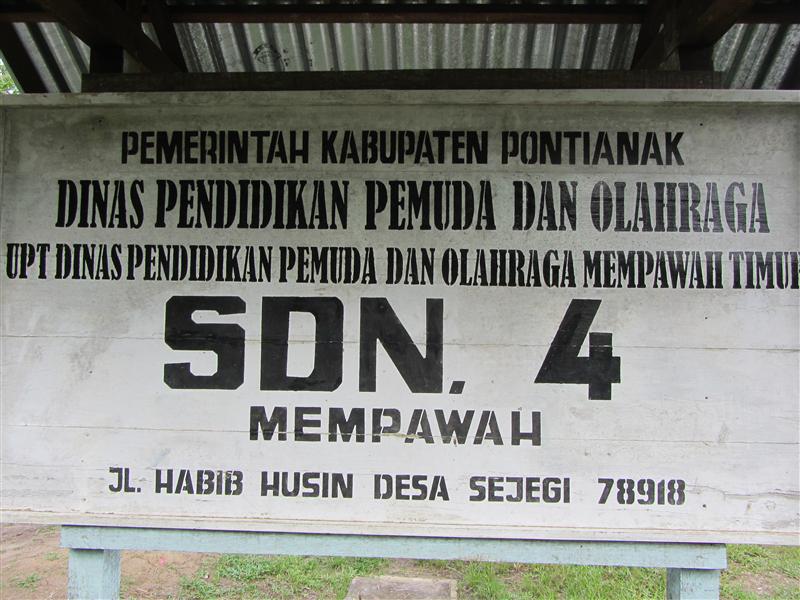 PEMERINTAH KABUPATEN PONTIANAK
DINAS PENDIDIKAN PEMUDA DAN OLAHRAGA
UPT DINAS PENDIDIKAN PEMUDA DAN OLAHRAGA MEMPAWAH TIMUR
SDN. 4
MEMPAWAH
JL. HABIB HUSIN DESA SEJEGI 78918